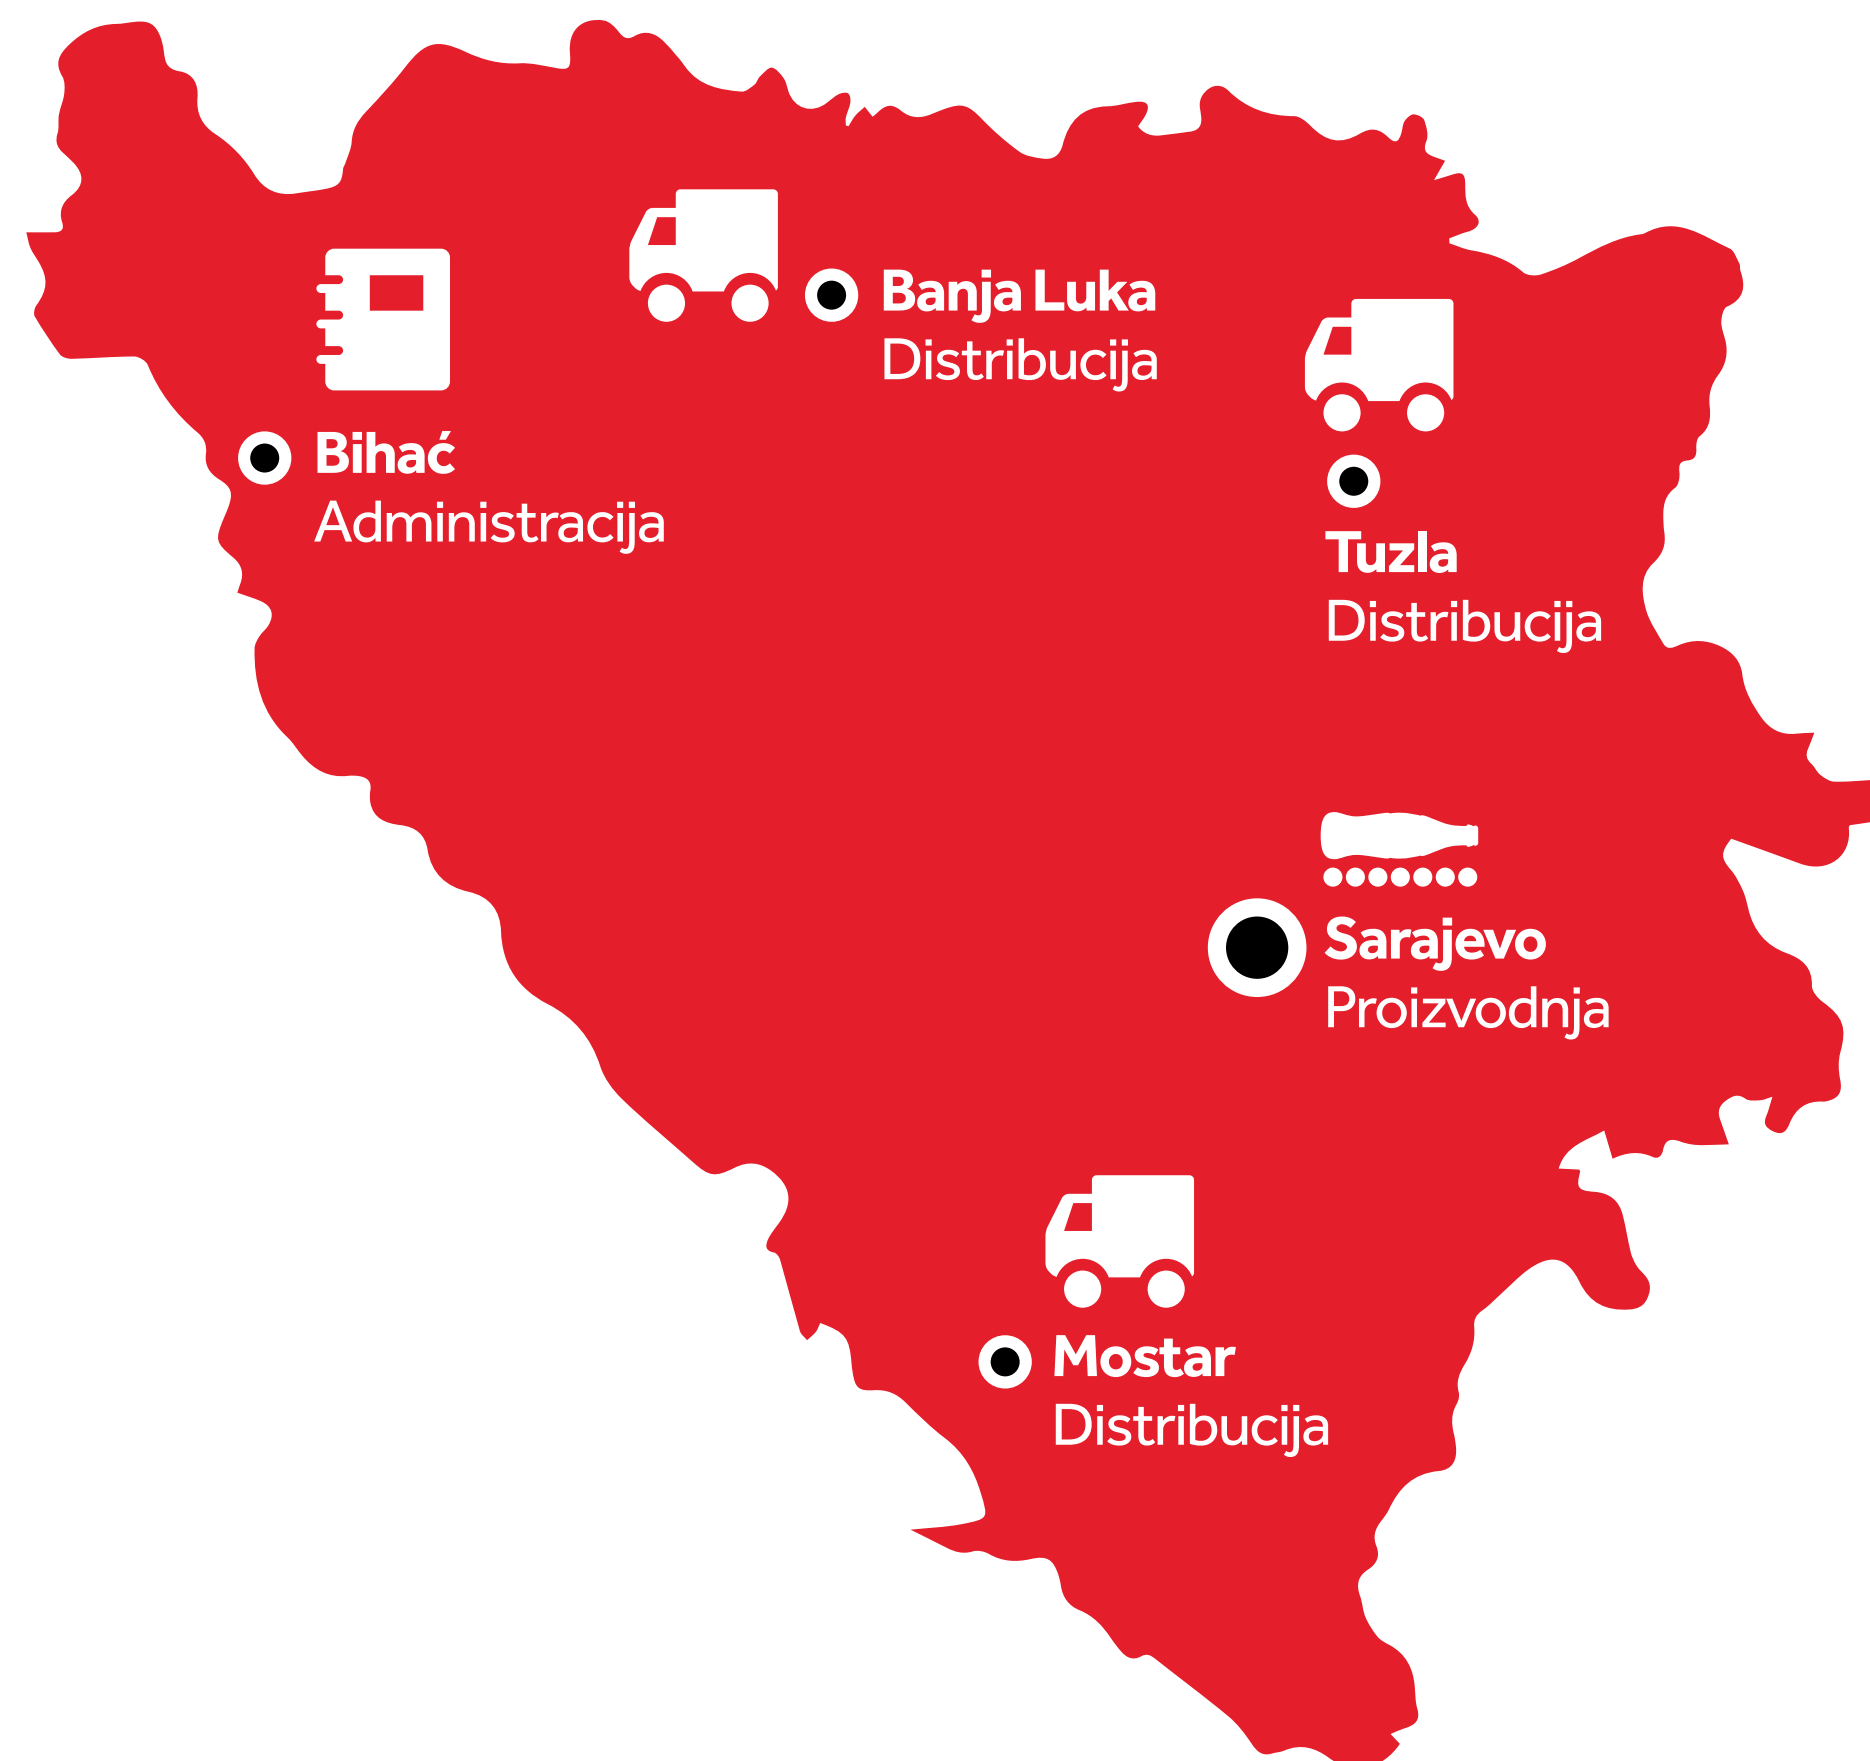 Banja Luka
Distribucija
Bihać
Administracija
Tuzla
Distribucija
Sarajevo
Proizvodnja
Mostar
Distribucija